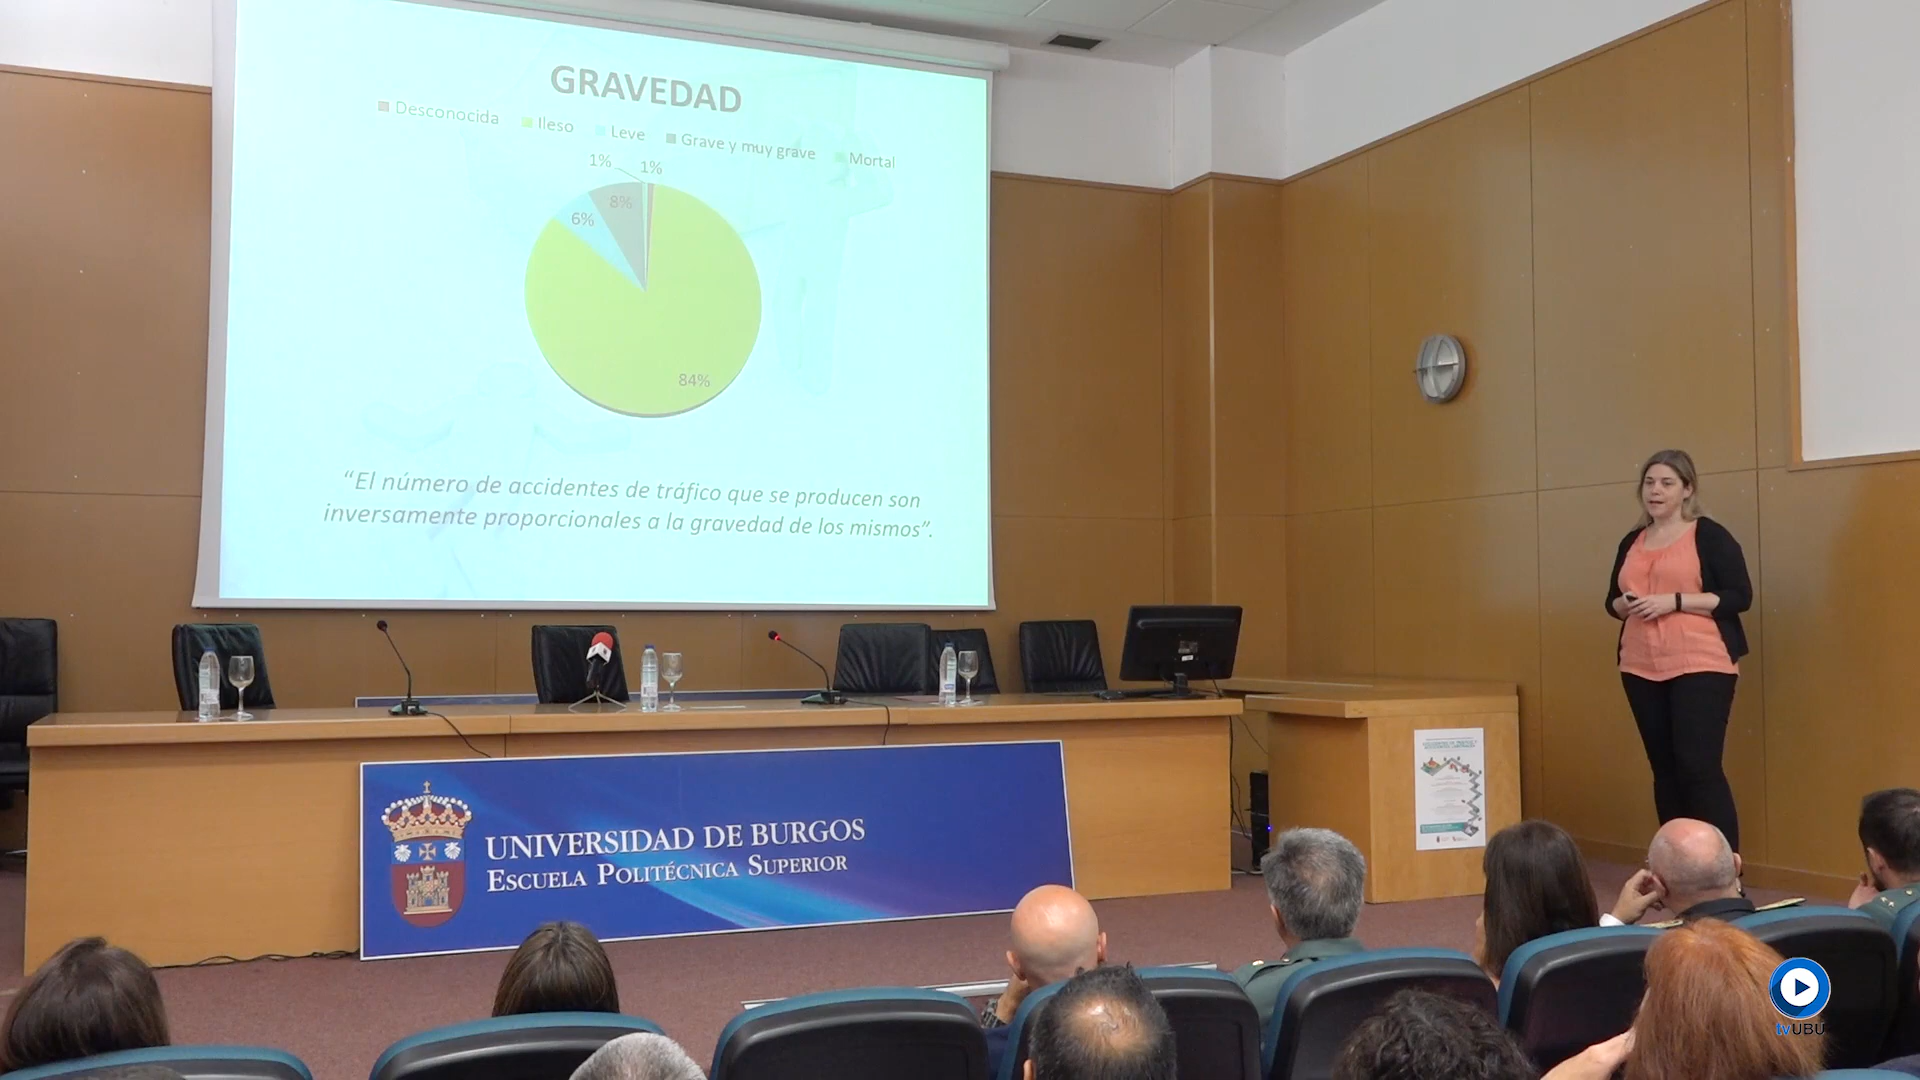 GRAVEDAD
Desconocida Ileso Leve Grave y muy grave Mortal
1% 1%
8%
6%
84%
“El número de accidentes de tráfico que se producen son
inversamente proporcionales a la gravedad de los mismos”.
UNIVERSIDAD DE BURGOS
ESCUELA POLITÉCNICA SUPERIOR
tvUBU